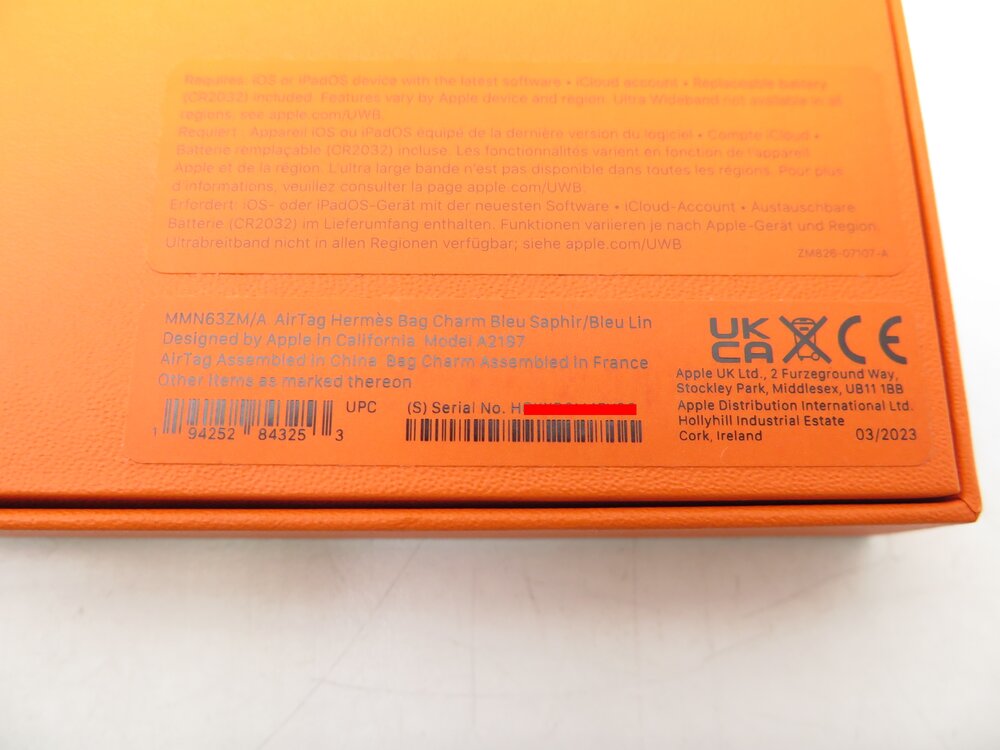 Requires: iOS or iPadOS device with the latest software • iCloud account • Replaceable battery
(CR2032) included. Features vary by Apple device and region. Ultra Wideband not available in all
regions; see apple.com/UWB.
Requiert : Appareil iOS ou iPadOS équipé de la dernière version du logiciel • Compte iCloud •
Batterie remplaçable (CR2032) incluse. Les fonctionnalités varient en fonction de l'appareil
Apple et de la région. L'ultra large bande n'est pas disponible dans toutes les régions. Pour plus
d'informations, veuillez consulter la page apple.com/UWB.
Erfordert: iOS- oder iPadOS-Gerät mit der neuesten Software • iCloud-Account • Austauschbare
Batterie (CR2032) im Lieferumfang enthalten. Funktionen variieren je nach Apple-Gerät und Region.
Ultrabreitband nicht in allen Regionen verfügbar; siehe apple.com/UWB
ZM826-07107-A
MMN63ZM/A AirTag Hermès Bag Charm Bleu Saphir/Bleu Lin
Designed by Apple in California Model A2187
AirTag Assembled in China Bag Charm Assembled in France
Other items as marked thereon
UPC
1 94252 84325 3
(S) Serial No.
UK
CA
CE
Apple UK Ltd., 2 Furzeground Way,
Stockley Park, Middlesex, UB11 1BB
Apple Distribution International Ltd.
Hollyhill Industrial Estate
Cork, Ireland
03/2023